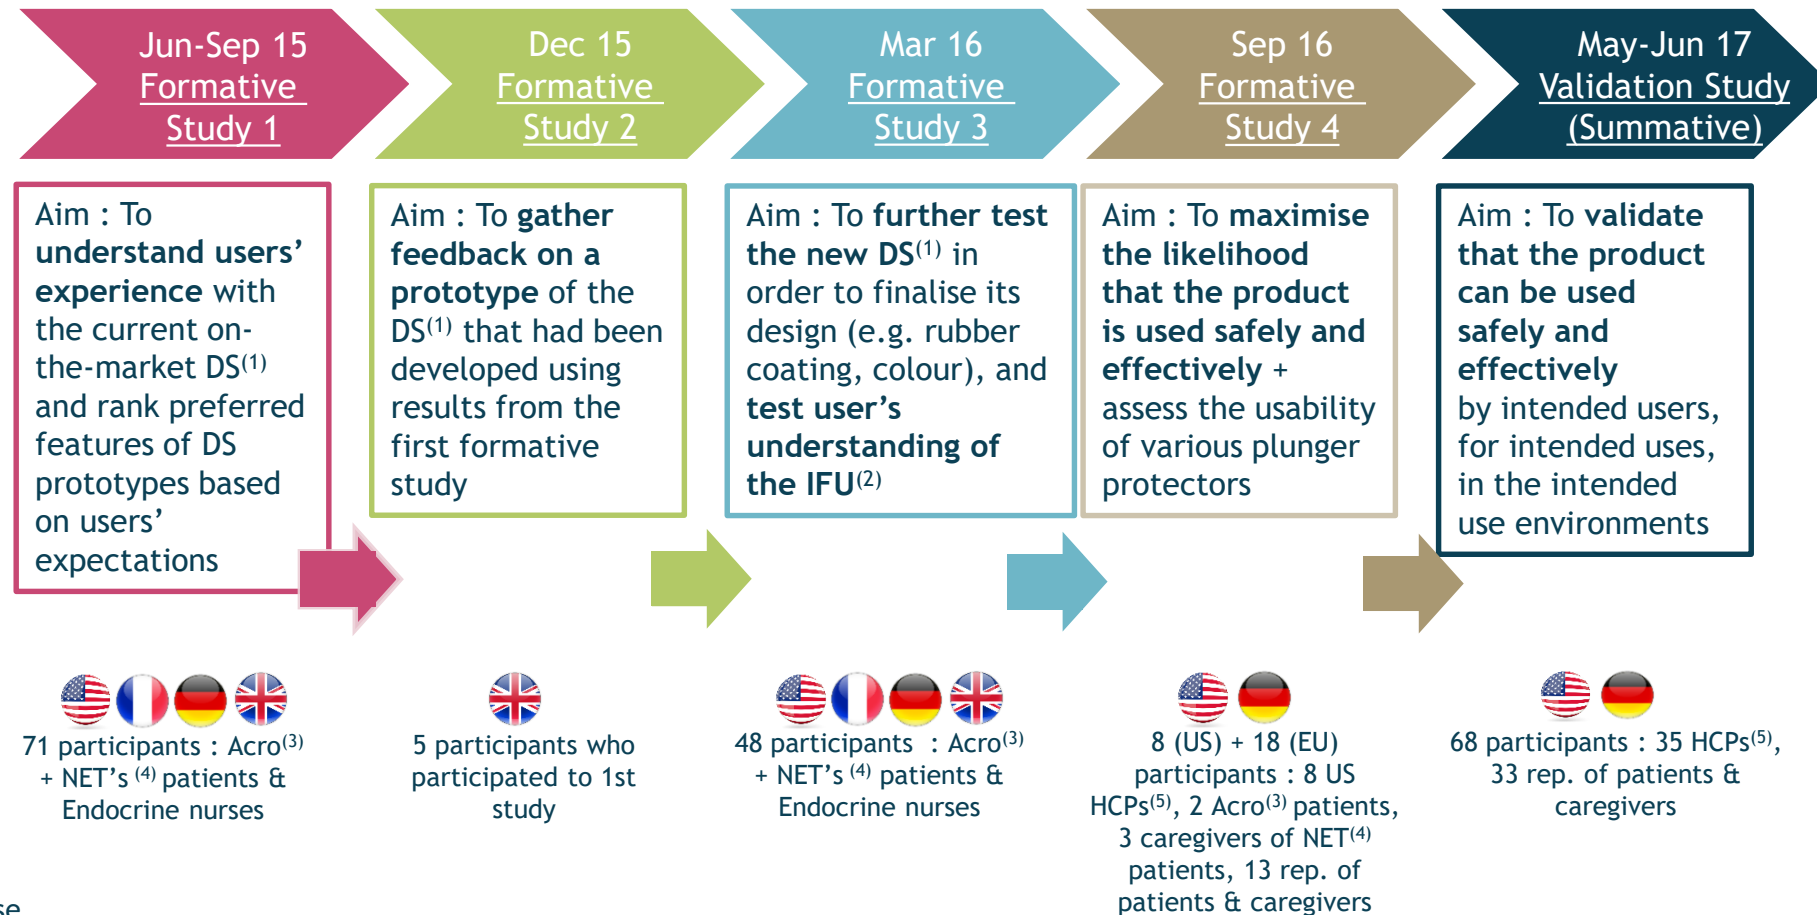 Jun-Sep 15
Formative
Study 1
Dec 15
Formative
Study 2
Mar 16
Formative
Study 3
Sep 16
Formative
Study 4
May-Jun 17
Validation Study
(Summative)
Aim : To
understand users’
experience with
the current on-
the-market DS(1)
and rank preferred
features of DS
prototypes based
on users’
expectations
Aim : To gather
feedback on a
prototype of the
DS(1) that had been
developed using
results from the
first formative
study
Aim : To further test
the new DS(1) in
order to finalise its
design (e.g. rubber
coating, colour), and
test user’s
understanding of
the IFU(2)
Aim : To maximise
the likelihood
that the product
is used safely and
effectively +
assess the usability
of various plunger
protectors
Aim : To validate
that the product
can be used
safely and
effectively
by intended users,
for intended uses,
in the intended
use environments
71 participants : Acro(3)
+ NET’s (4) patients &
Endocrine nurses
5 participants who
participated to 1st
study
48 participants : Acro(3)
+ NET’s (4) patients &
Endocrine nurses
8 (US) + 18 (EU)
participants : 8 US
HCPs(5), 2 Acro(3) patients,
3 caregivers of NET(4)
patients, 13 rep. of
patients & caregivers
68 participants : 35 HCPs(5),
33 rep. of patients &
caregivers